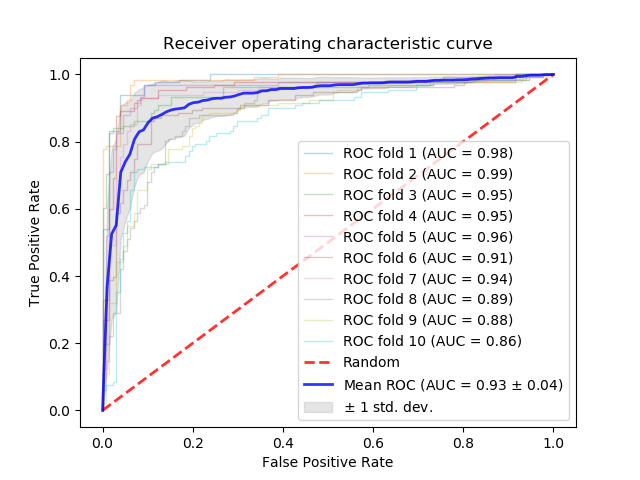 Receiver operating characteristic curve
True Positive Rate
1.0
0.8
0.6
0.4
0.2
0.0
ROC fold 1 (AUC = 0.98)
ROC fold 2 (AUC = 0.99)
ROC fold 3 (AUC = 0.95)
ROC fold 4 (AUC = 0.95)
ROC fold 5 (AUC = 0.96)
ROC fold 6 (AUC = 0.91)
ROC fold 7 (AUC = 0.94)
ROC fold 8 (AUC = 0.89)
ROC fold 9 (AUC = 0.88)
ROC fold 10 (AUC = 0.86)
Random
Mean ROC (AUC = 0.93 ± 0.04)
± 1 std. dev.
0.0 0.2 0.4 0.6 0.8 1.0
False Positive Rate